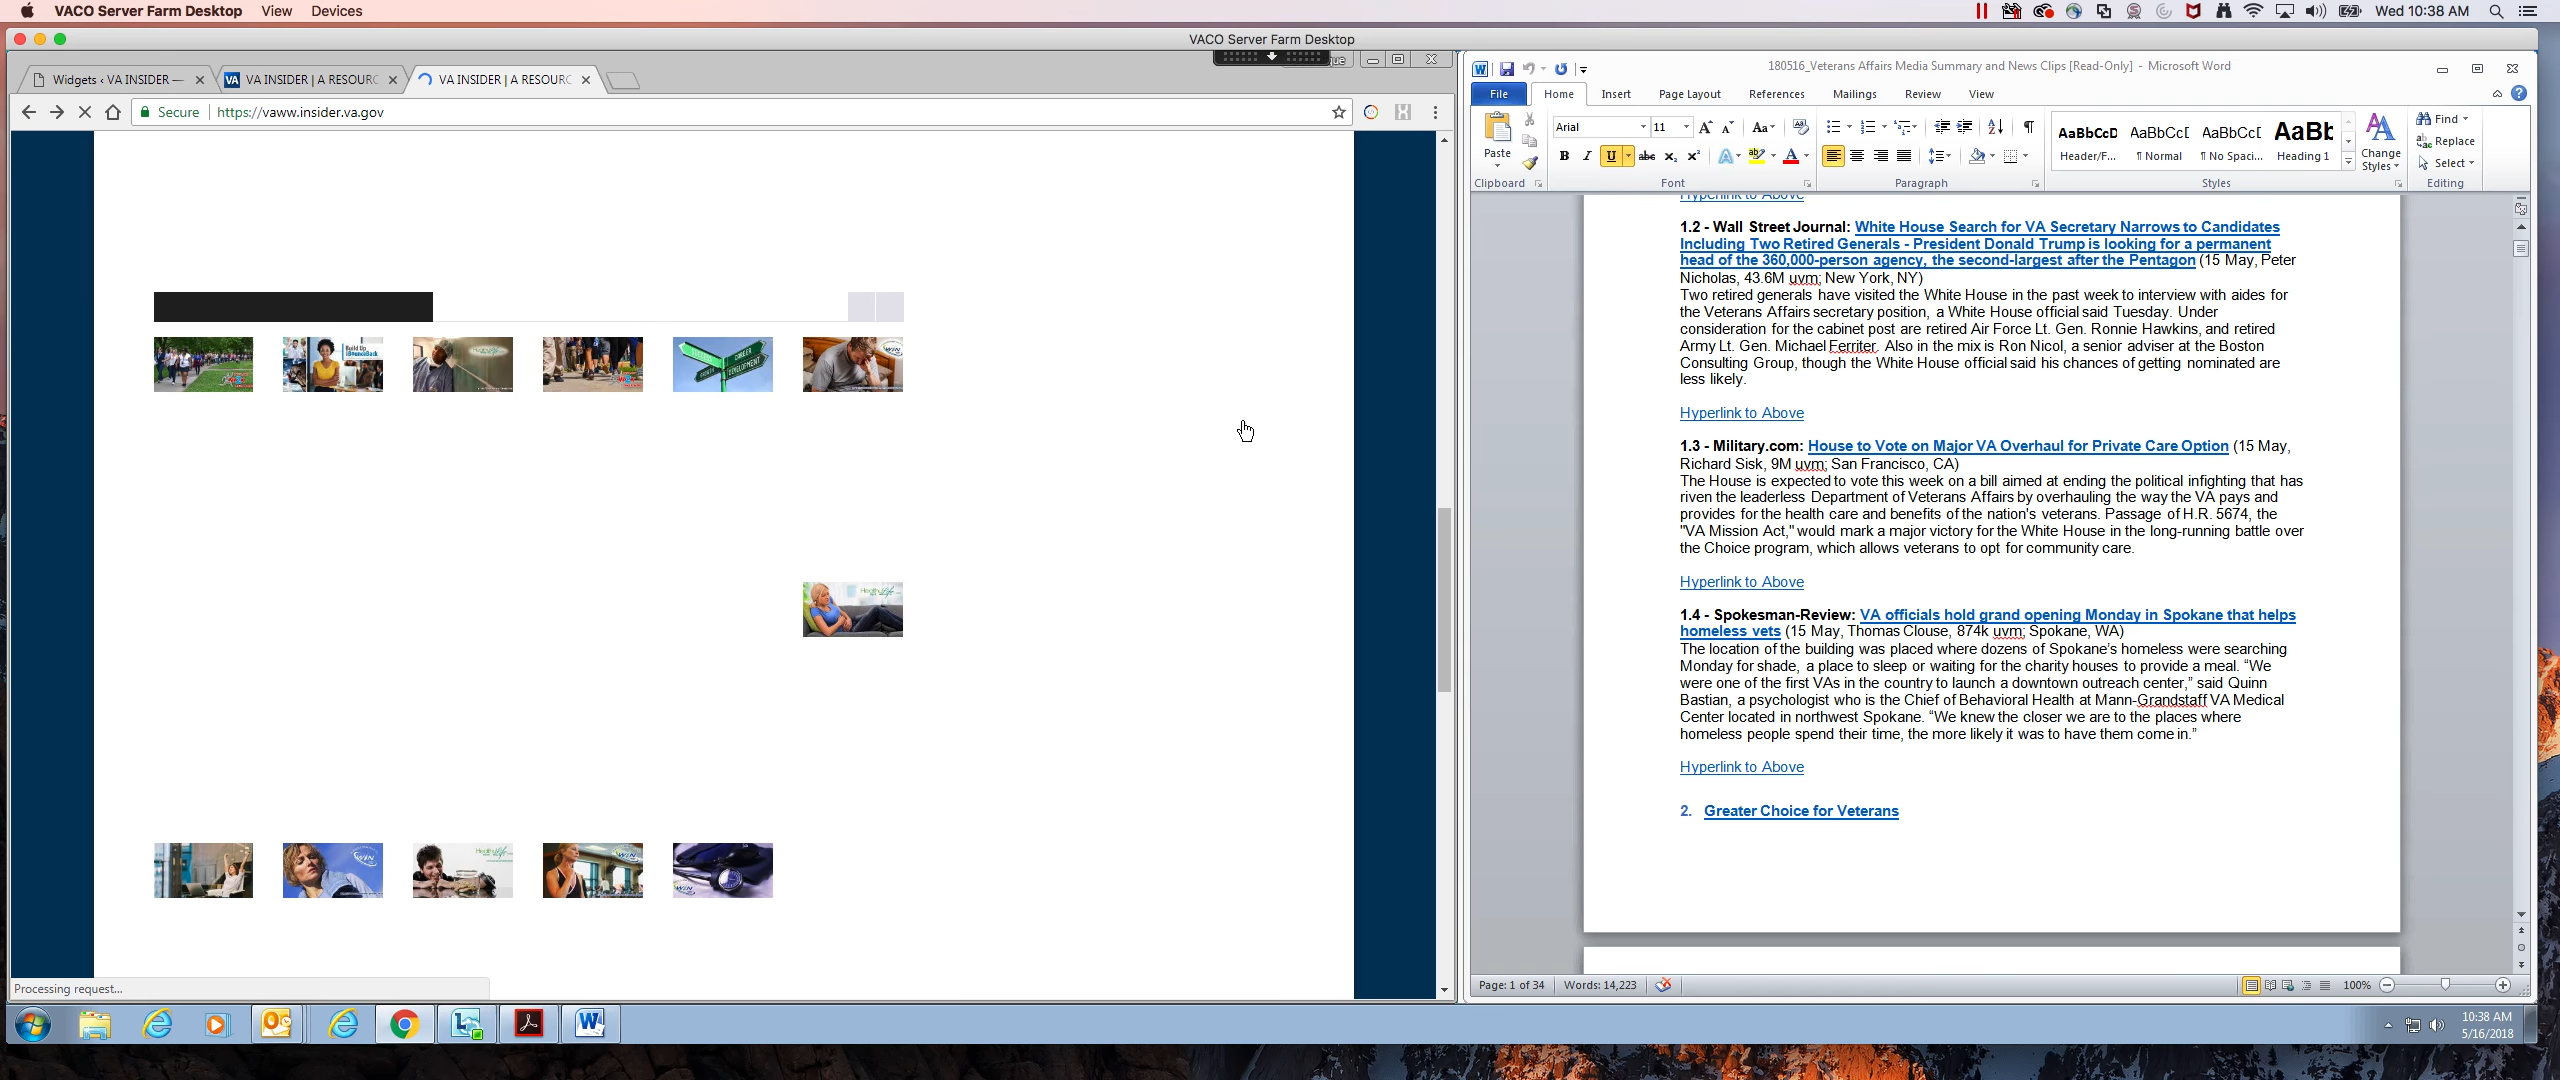 VACO Server Farm Desktop View Devices
Wed 10:38 AM
VACO Server Farm Desktop
Widgets ‹ VA INSIDER —
VA INSIDER | A RESOURC
VA INSIDER | A RESOURC
Secure https://vaww.insider.va.gov
Build Up
#BounceBack
CAREER
DEVELOPMENT
WIN
Healthy
Life
WIN
WIN
WIN
Processing request...
180516_Veterans Affairs Media Summary and News Clips [Read-Only] - Microsoft Word
File Home Insert Page Layout References Mailings Review View
Paste
Arial 11
AaBbCcD AaBbCcI AaBbCcI AaBb
Header/F... ¶ Normal ¶ No Spaci... Heading 1
Change
Styles
Find
Replace
Select
Clipboard Font Paragraph Styles Editing
Hyperlink to Above
1.2 - Wall Street Journal: White House Search for VA Secretary Narrows to Candidates
Including Two Retired Generals - President Donald Trump is looking for a permanent
head of the 360,000-person agency, the second-largest after the Pentagon (15 May, Peter
Nicholas, 43.6M uvm; New York, NY)
Two retired generals have visited the White House in the past week to interview with aides for
the Veterans Affairs secretary position, a White House official said Tuesday. Under
consideration for the cabinet post are retired Air Force Lt. Gen. Ronnie Hawkins, and retired
Army Lt. Gen. Michael Ferriter. Also in the mix is Ron Nicol, a senior adviser at the Boston
Consulting Group, though the White House official said his chances of getting nominated are
less likely.
Hyperlink to Above
1.3 - Military.com: House to Vote on Major VA Overhaul for Private Care Option (15 May,
Richard Sisk, 9M uvm; San Francisco, CA)
The House is expected to vote this week on a bill aimed at ending the political infighting that has
riven the leaderless Department of Veterans Affairs by overhauling the way the VA pays and
provides for the health care and benefits of the nation's veterans. Passage of H.R. 5674, the
"VA Mission Act," would mark a major victory for the White House in the long-running battle over
the Choice program, which allows veterans to opt for community care.
Hyperlink to Above
1.4 - Spokesman-Review: VA officials hold grand opening Monday in Spokane that helps
homeless vets (15 May, Thomas Clouse, 874k uvm; Spokane, WA)
The location of the building was placed where dozens of Spokane’s homeless were searching
Monday for shade, a place to sleep or waiting for the charity houses to provide a meal. “We
were one of the first VAs in the country to launch a downtown outreach center,” said Quinn
Bastian, a psychologist who is the Chief of Behavioral Health at Mann-Grandstaff VA Medical
Center located in northwest Spokane. “We knew the closer we are to the places where
homeless people spend their time, the more likely it was to have them come in.”
Hyperlink to Above
2. Greater Choice for Veterans
Page: 1 of 34 Words: 14,223 100%
10:38 AM
5/16/2018